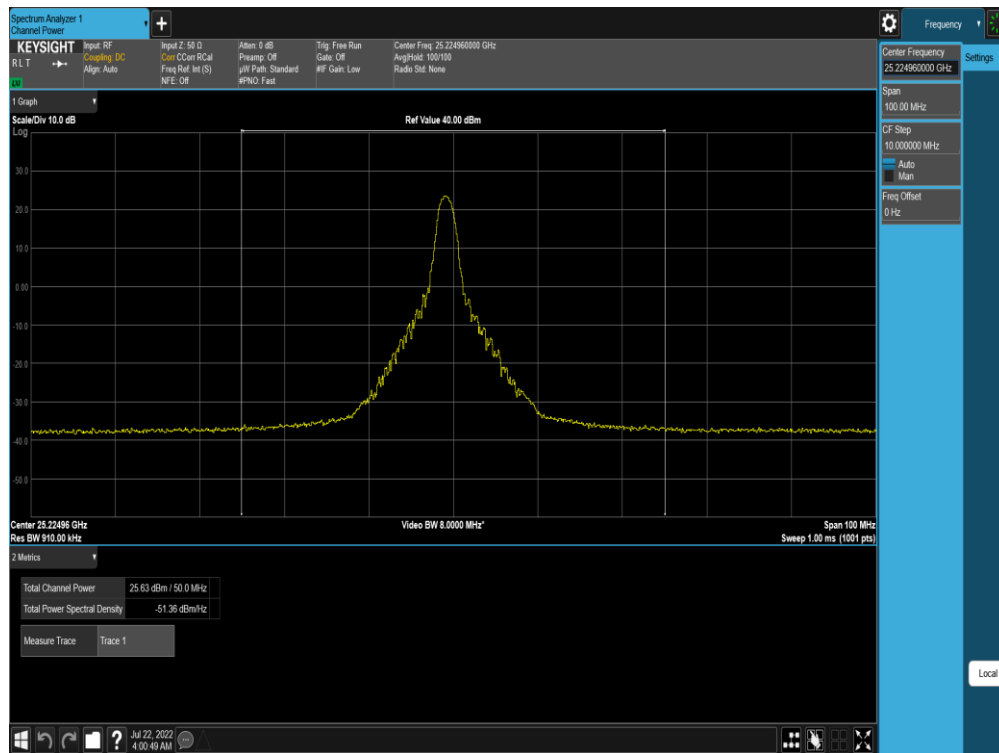 Spectrum Analyzer 1
Channel Power
Frequency
KEYSIGHT
RLT
LXI
Input: RF
Coupling: DC
Align: Auto
Input Z: 50 Ω
Corr CCorr RCal
Freq Ref: Int (S)
NFE: Off
Atten: 0 dB
Preamp: Off
µW Path: Standard
#PNO: Fast
Trig: Free Run
Gate: Off
#IF Gain: Low
Center Freq: 25.224960000 GHz
Avg|Hold: 100/100
Radio Std: None
Center Frequency
25.224960000 GHz
Settings
Span
100.00 MHz
CF Step
10.000000 MHz
Auto
Man
Freq Offset
0 Hz
1 Graph
Scale/Div 10.0 dB
Ref Value 40.00 dBm
Log
30.0
20.0
10.0
0.00
-10.0
-20.0
-30.0
-40.0
-50.0
Center 25.22496 GHz
Video BW 8.0000 MHz*
Span 100 MHz
Res BW 910.00 kHz
Sweep 1.00 ms (1001 pts)
2 Metrics
Total Channel Power 25.63 dBm / 50.0 MHz
Total Power Spectral Density -51.36 dBm/Hz
Measure Trace Trace 1
Local
Jul 22, 2022
4:00:49 AM